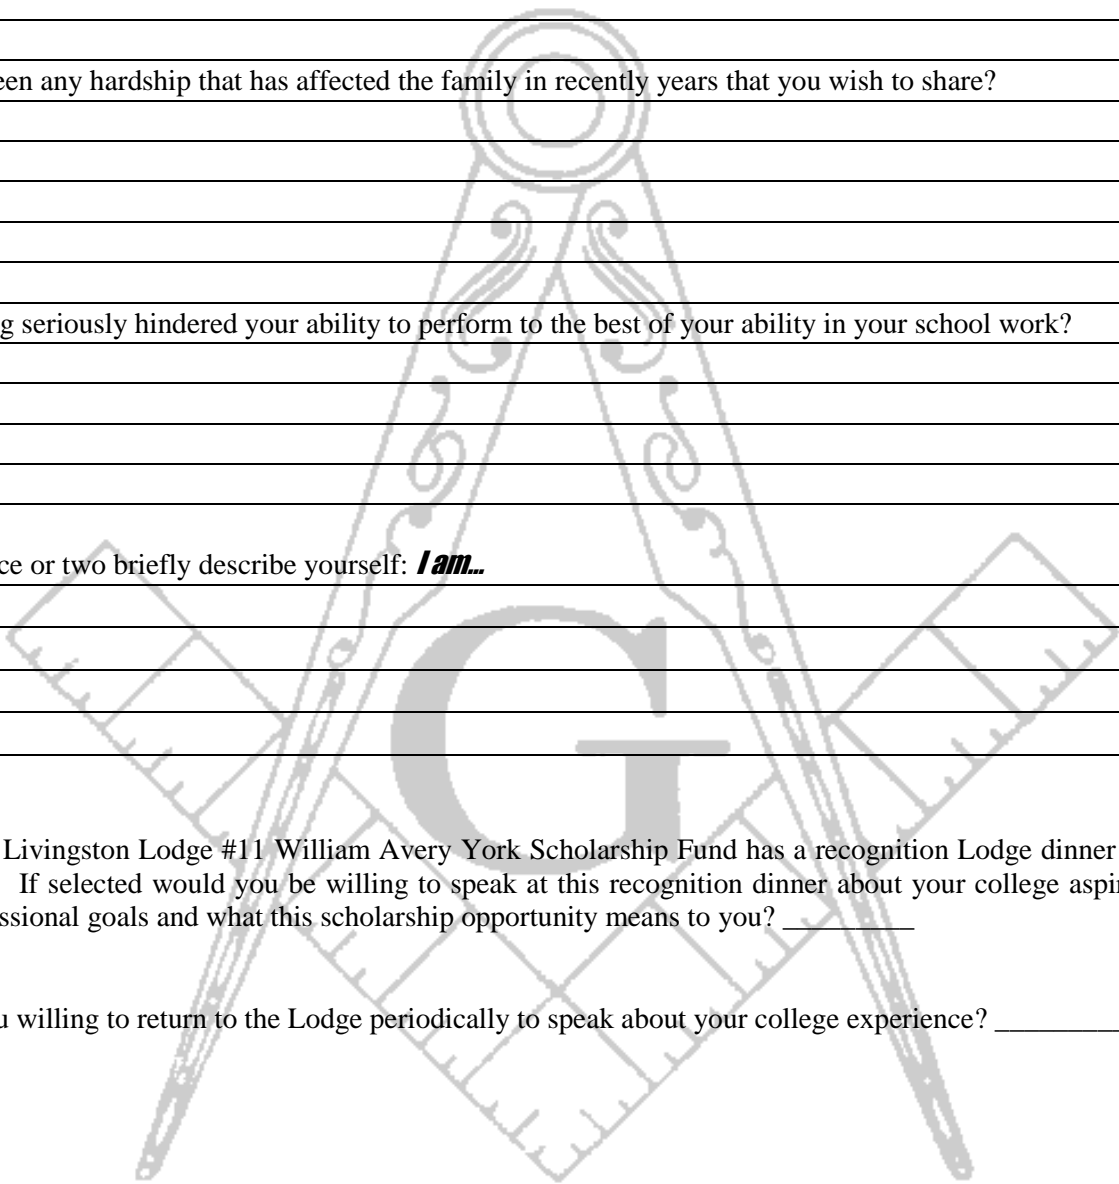 een any hardship that has affected the family in recently years that you wish to share?
g seriously hindered your ability to perform to the best of your ability in your school work?
ce or two briefly describe yourself: I am...
Livingston Lodge #11 William Avery York Scholarship Fund has a recognition Lodge dinner
If selected would you be willing to speak at this recognition dinner about your college aspi
ssional goals and what this scholarship opportunity means to you? _________
u willing to return to the Lodge periodically to speak about your college experience? _________
G